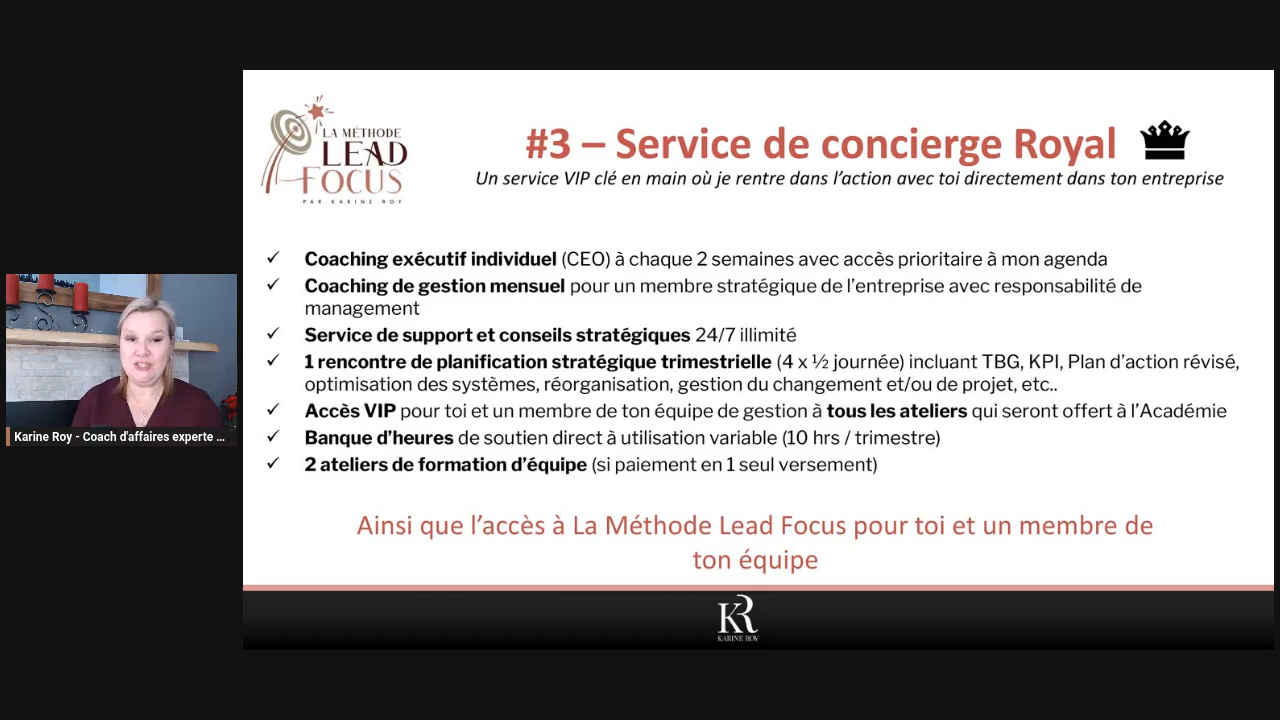 LA MÉTHODE
LEAD
FOCUS
PAR KARINE ROY
#3 – Service de concierge Royal
Un service VIP clé en main où je rentre dans l'action avec toi directement dans ton entreprise
✓ Coaching exécutif individuel (CEO) à chaque 2 semaines avec accès prioritaire à mon agenda
✓ Coaching de gestion mensuel pour un membre stratégique de l'entreprise avec responsabilité de
management
✓ Service de support et conseils stratégiques 24/7 illimité
✓ 1 rencontre de planification stratégique trimestrielle (4 x ½ journée) incluant TBG, KPI, Plan d'action révisé,
optimisation des systèmes, réorganisation, gestion du changement et/ou de projet, etc..
✓ Accès VIP pour toi et un membre de ton équipe de gestion à tous les ateliers qui seront offert à l'Académie
✓ Banque d'heures de soutien direct à utilisation variable (10 hrs / trimestre)
✓ 2 ateliers de formation d'équipe (si paiement en 1 seul versement)
Ainsi que l'accès à La Méthode Lead Focus pour toi et un membre de
ton équipe
Karine Roy - Coach d'affaires experte ...
KR
KARINE ROY